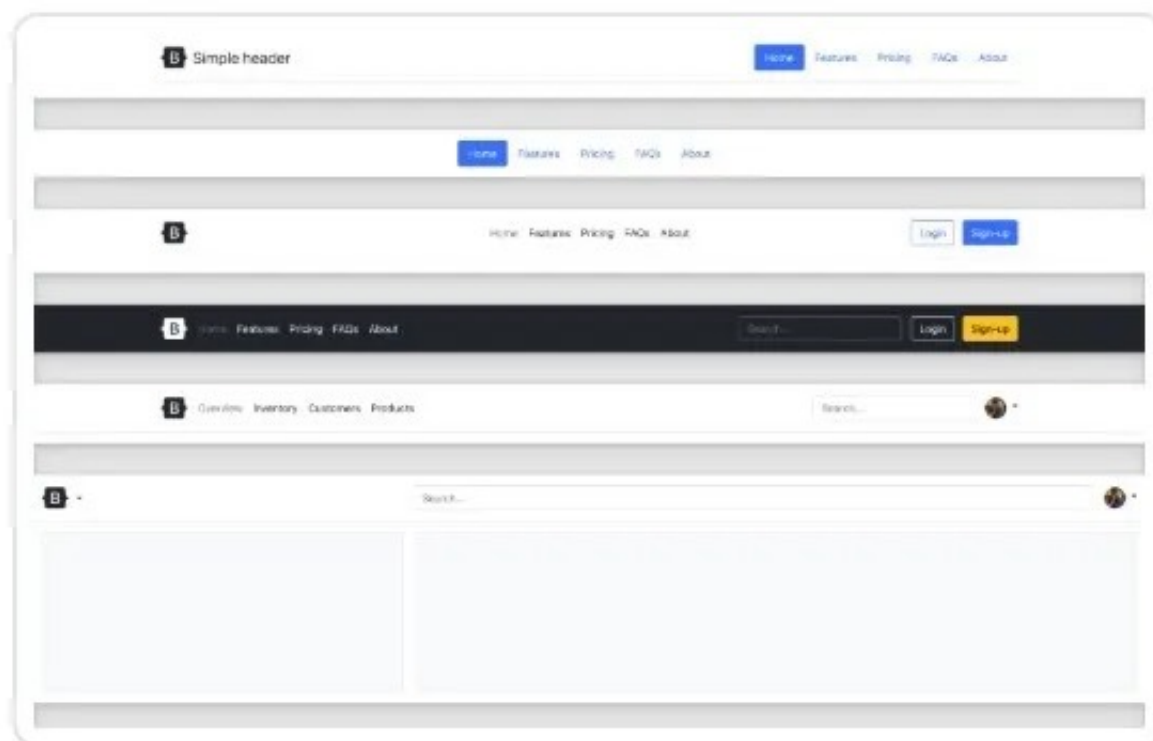 B Simple header Home Features Pricing FAQs About
Home Features Pricing FAQs About
B Home Features Pricing FAQs About Login Sign-up
B Home Features Pricing FAQs About Search... Login Sign-up
B Overview Inventory Customers Products Search...
B Search...